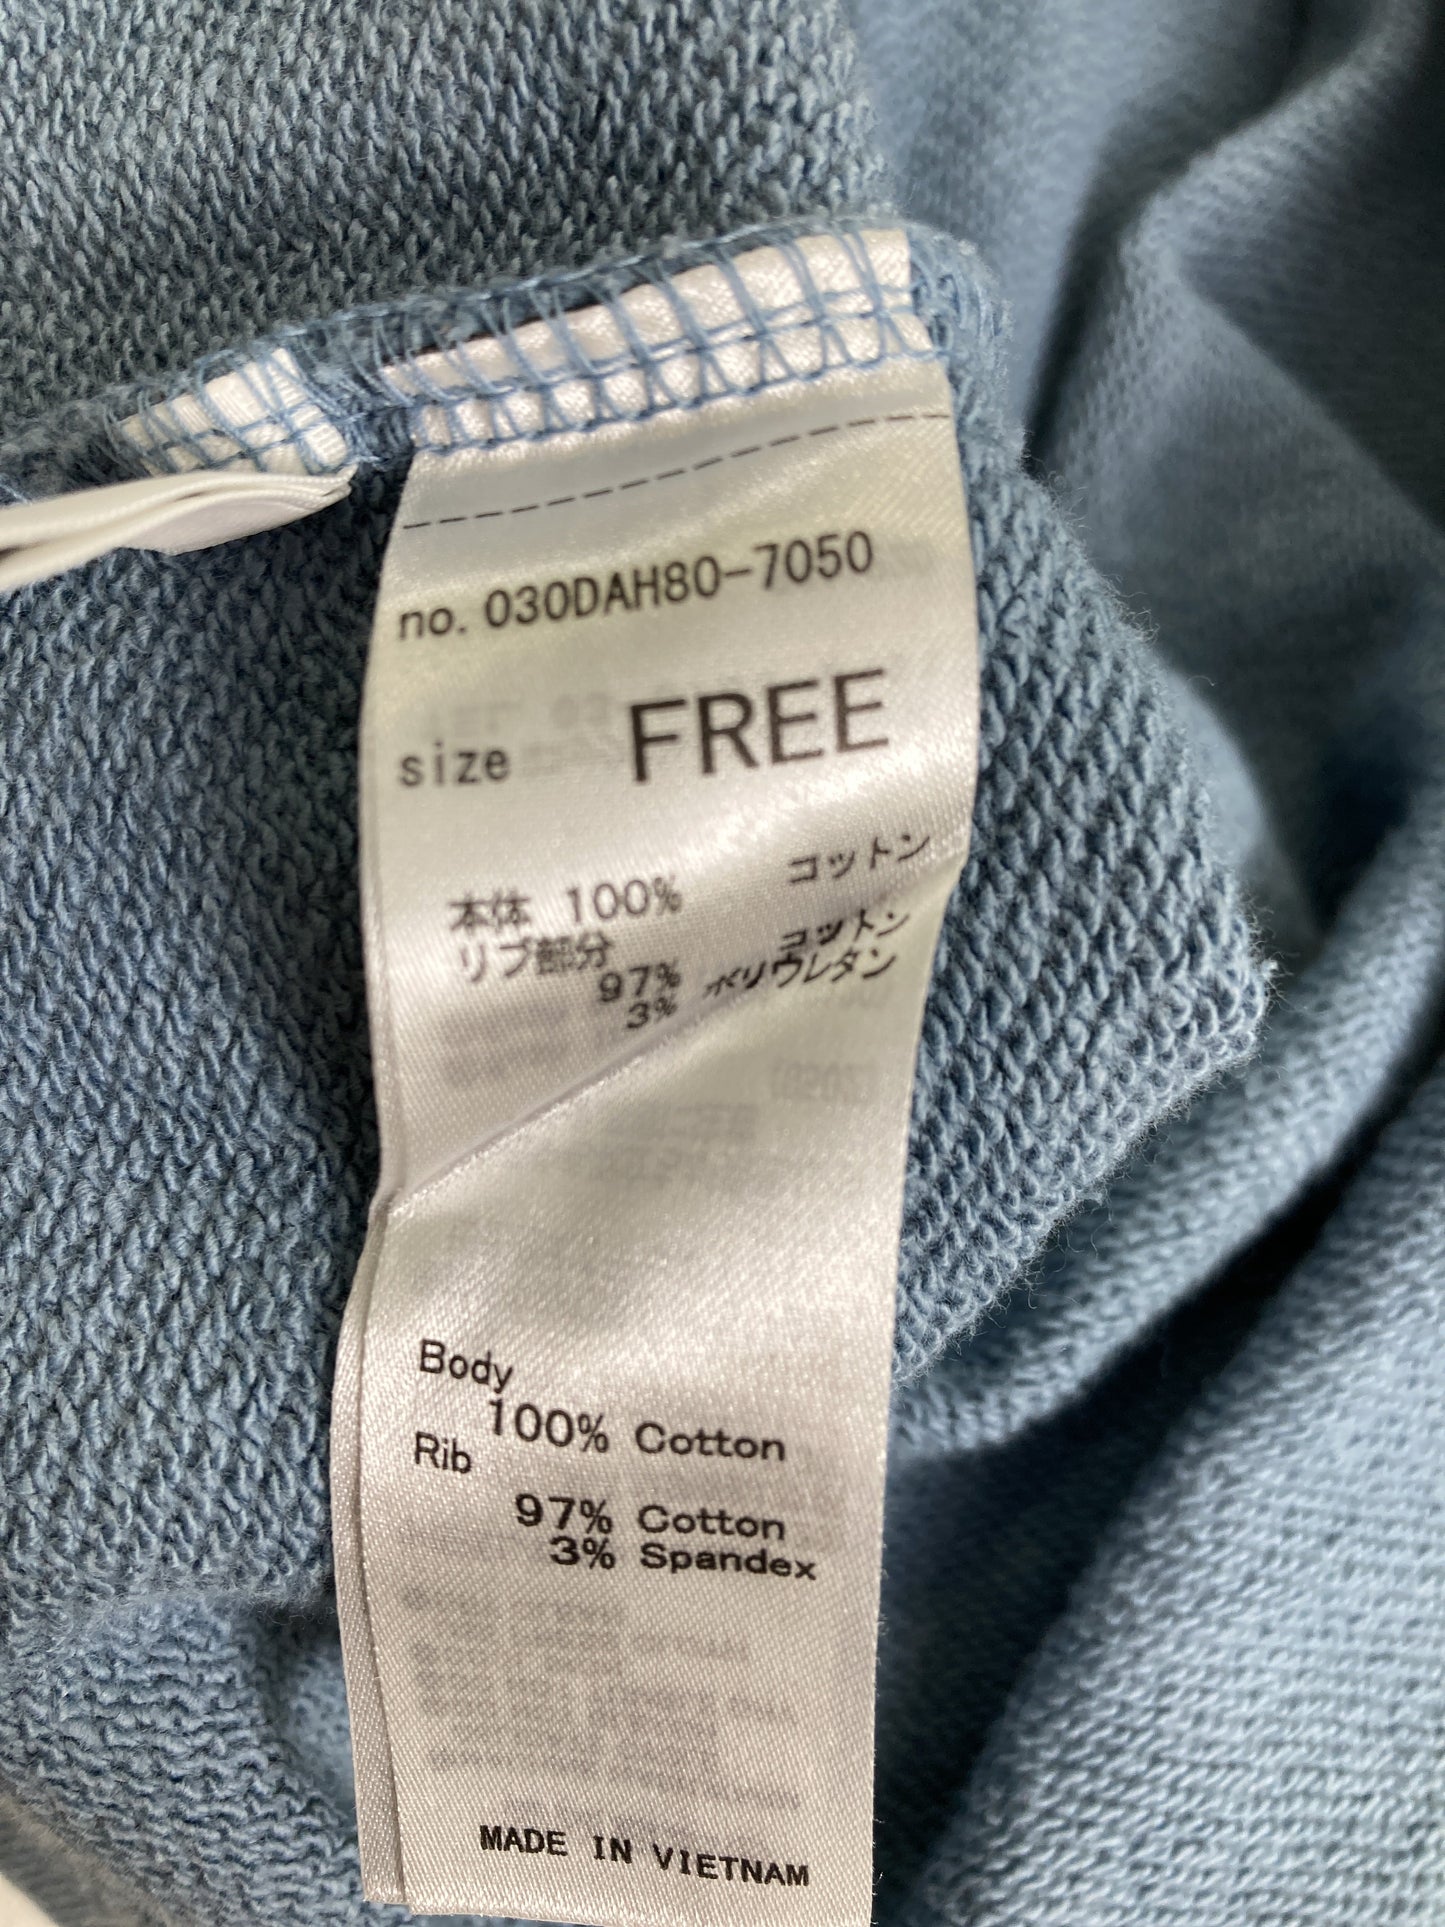 no. 030DAH80-7050
size FREE
本体 100% コットン
リブ部分
97% コットン
3% ポリウレタン
Body
100% Cotton
Rib
97% Cotton
3% Spandex
MADE IN VIETNAM